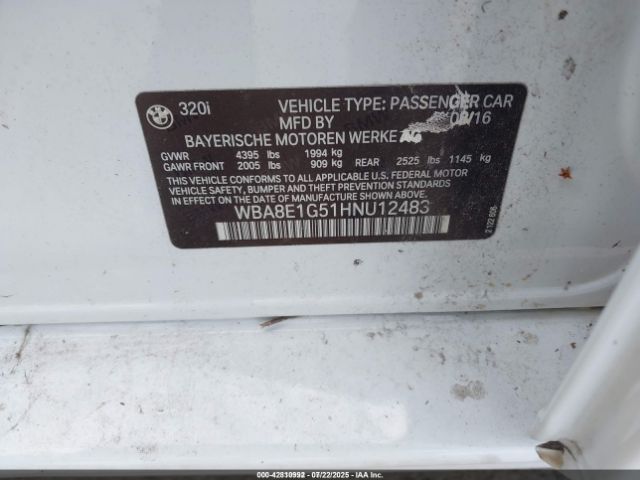 320i VEHICLE TYPE: PASSENGER CAR
MFD BY
BAYERISCHE MOTOREN WERKE AG
GVWR 4395 lbs 1994 kg
GAWR FRONT 2005 lbs 909 kg REAR 2525 lbs 1145 kg
THIS VEHICLE CONFORMS TO ALL APPLICABLE FEDERAL MOTOR
VEHICLE SAFETY, BUMPER AND THEFT PREVENTION STANDARDS
IN EFFECT ON THE DATE OF MANUFACTURE SHOWN ABOVE.
WBA8E1G51HNU12483
000-42810992 - 07/22/2025 - IAA Inc.